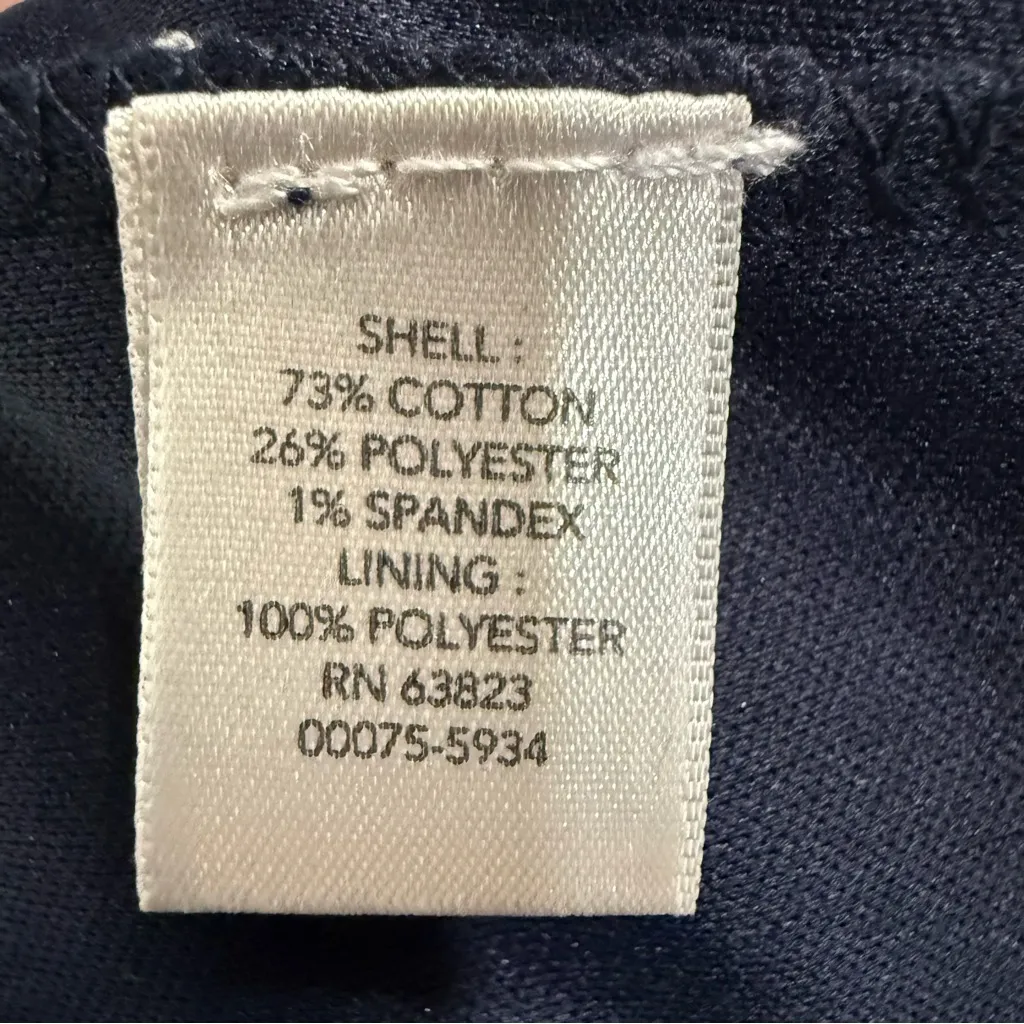 SHELL :
73% COTTON
26% POLYESTER
1% SPANDEX
LINING :
100% POLYESTER
RN 63823
00075-5934